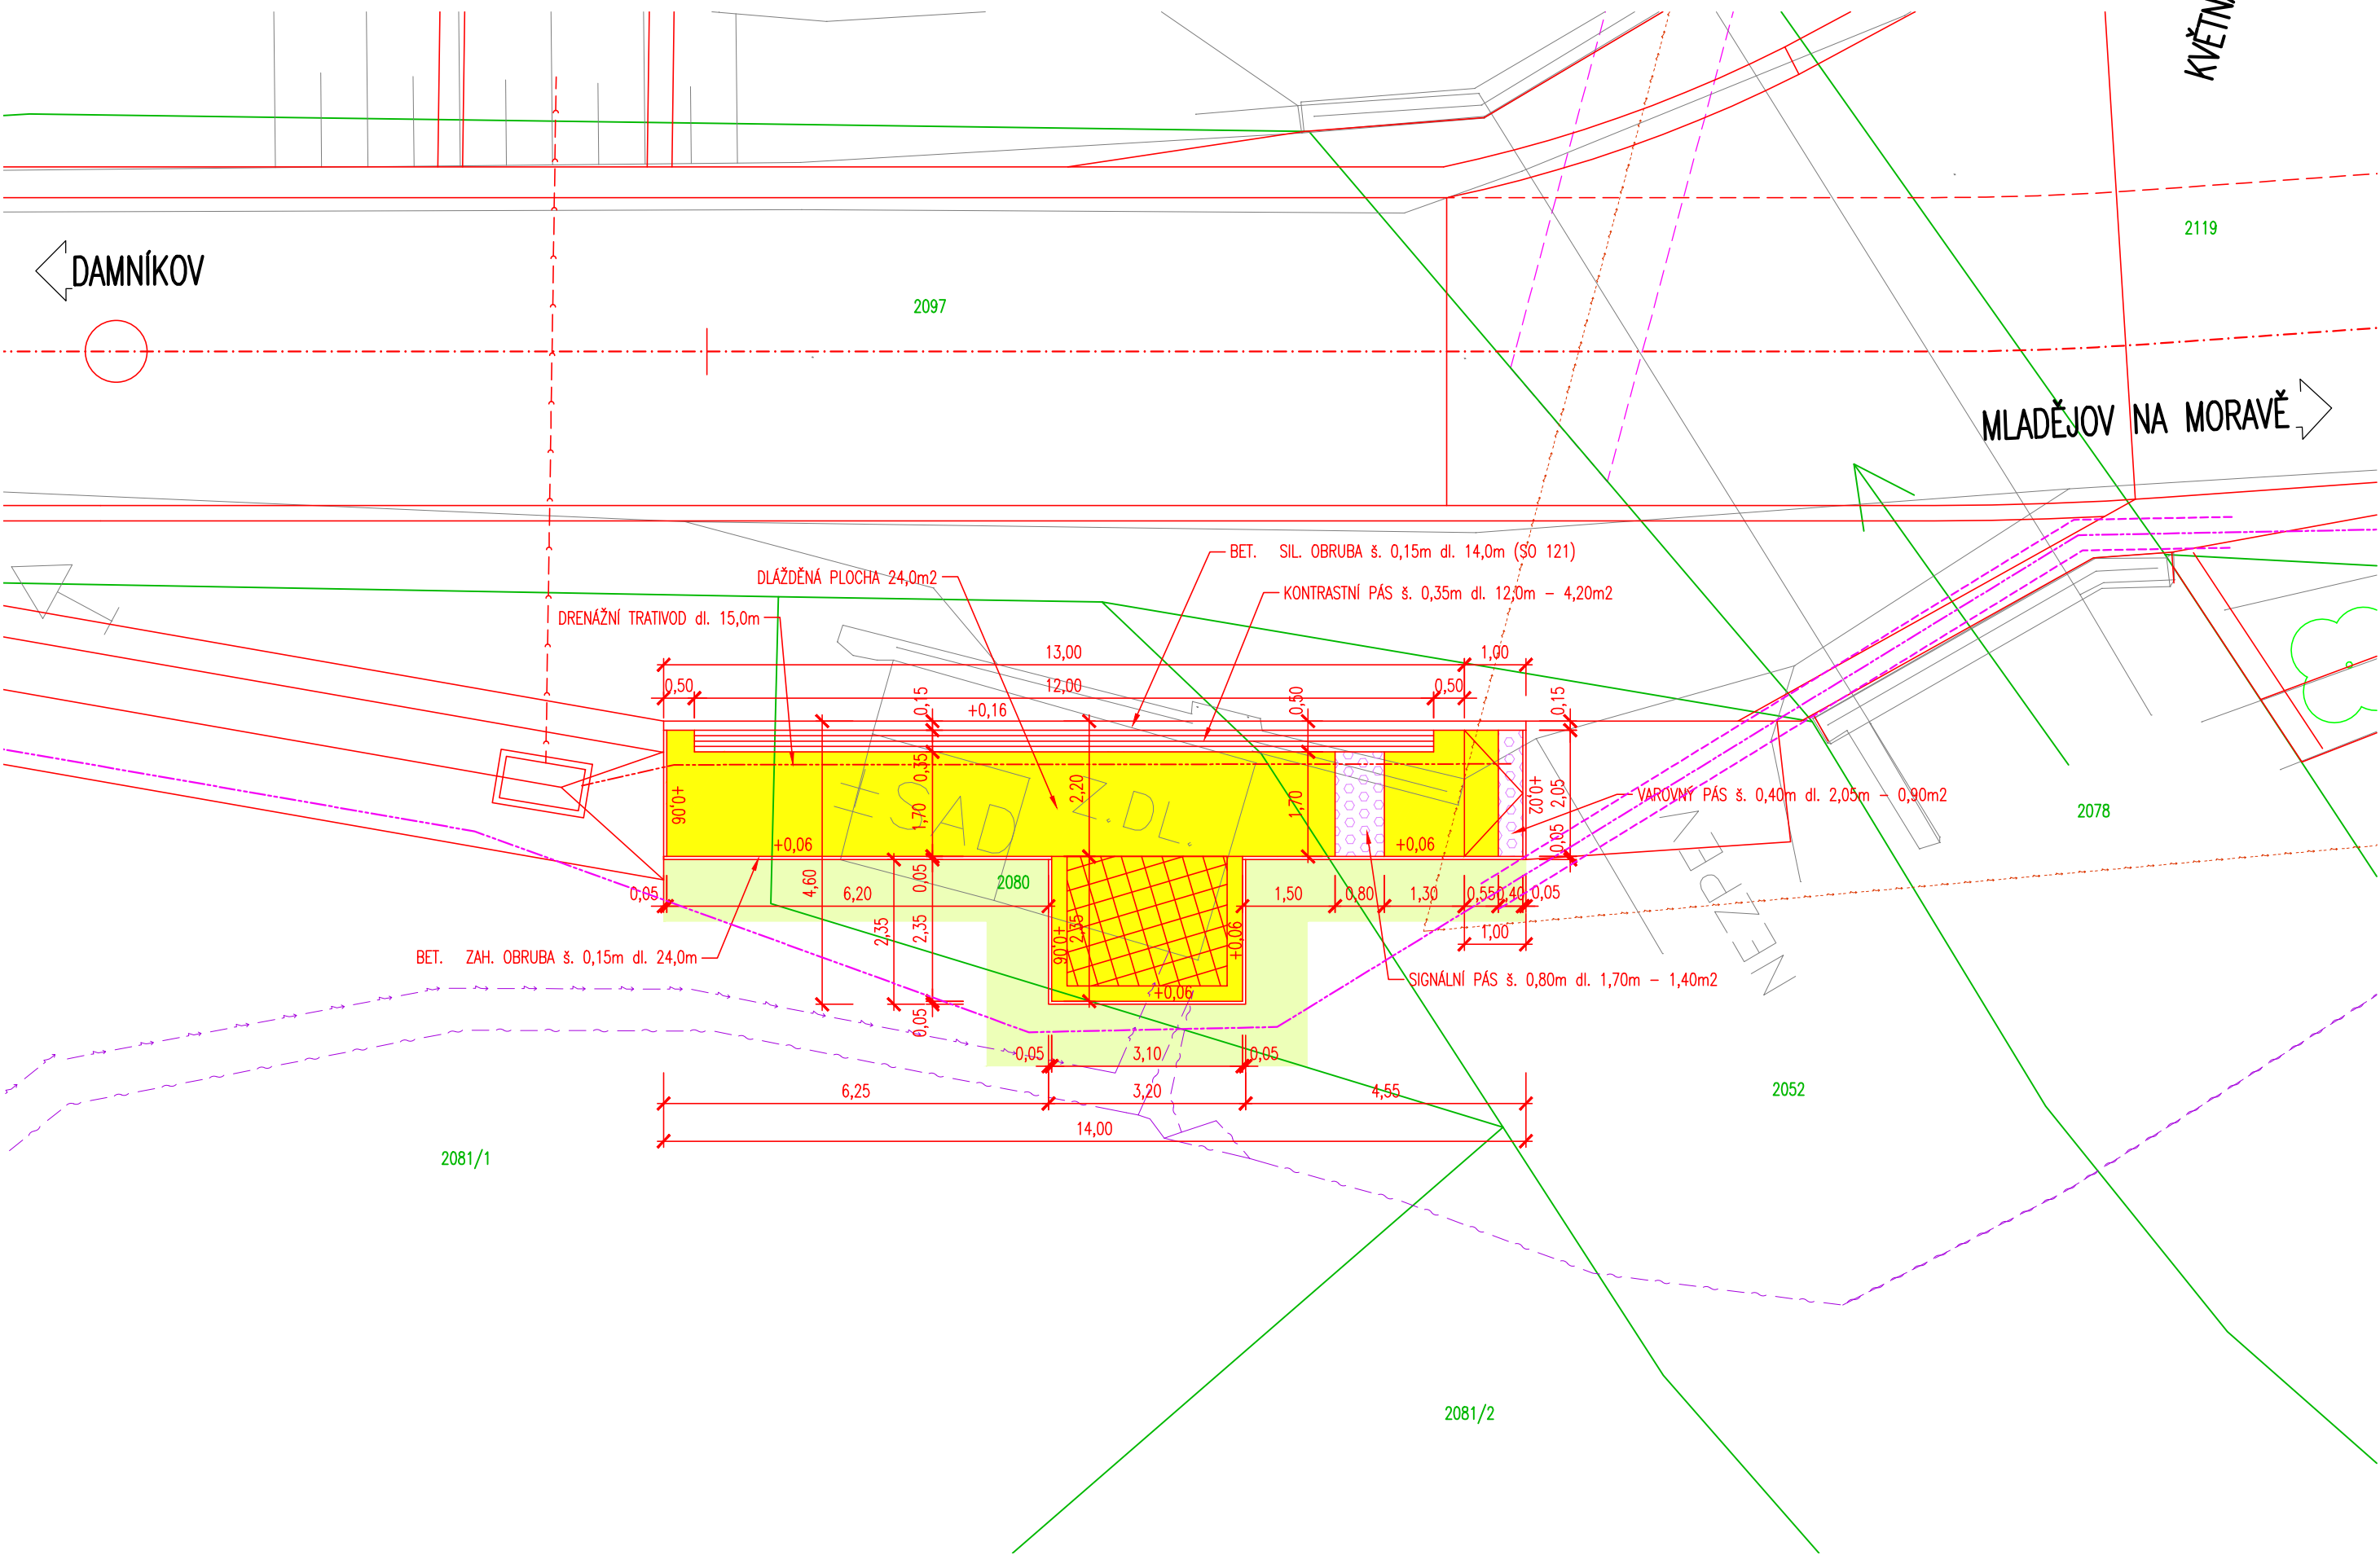 KVĚTN
2119
DAMNÍKOV
2097
MLADĚJOV NA MORAVĚ
BET. SIL. OBRUBA š. 0,15m dl. 14,0m (SO 121)
DLÁŽDĚNÁ PLOCHA 24,0m2
KONTRASTNÍ PÁS š. 0,35m dl. 12,0m - 4,20m2
DRENÁŽNÍ TRATIVOD dl. 15,0m
13,00 1,00
0,50 12,00 0,50
0,15 +0,16 0,50 0,15
0,35 2,20
+0,06 1,70 1,70 +0,02 2,05
VAROVNÝ PÁS š. 0,40m dl. 2,05m - 0,90m2
2078
ASF.
DL.
ZPEV.
+0,06 +0,06 0,05
4,60 0,05 2080
0,05 6,20 1,50 0,80 1,30 0,55 0,40 0,05
2,35 2,35 +0,06 2,35 +0,06 1,00
BET. ZAH. OBRUBA š. 0,15m dl. 24,0m
SIGNÁLNÍ PÁS š. 0,80m dl. 1,70m - 1,40m2
+0,06
0,05
0,05 3,10 0,05
6,25 3,20 4,55
2052
14,00
2081/1
2081/2